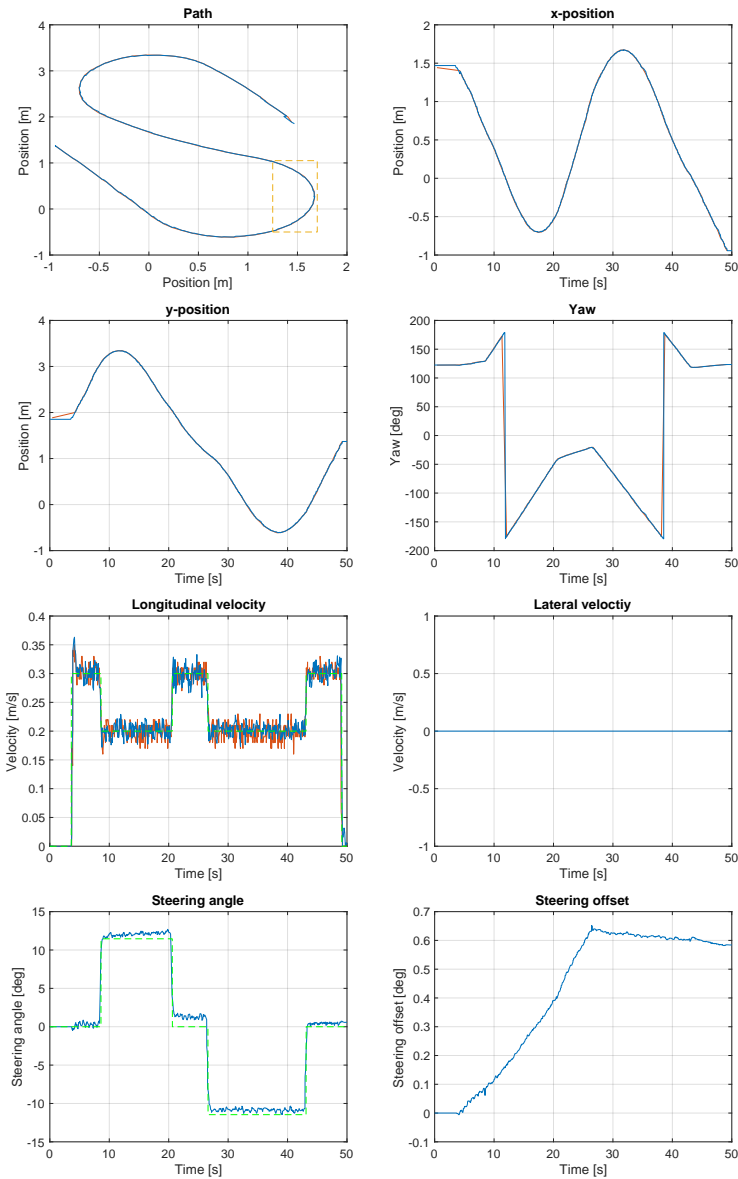 Path
4
3
2
1
0
-1
Position [m]
-1 -0.5 0 0.5 1 1.5 2
Position [m]
x-position
2
1.5
1
0.5
0
-0.5
-1
Position [m]
0 10 20 30 40 50
Time [s]
y-position
4
3
2
1
0
-1
Position [m]
0 10 20 30 40 50
Time [s]
Yaw
200
150
100
50
0
-50
-100
-150
-200
Yaw [deg]
0 10 20 30 40 50
Time [s]
Longitudinal velocity
0.4
0.35
0.3
0.25
0.2
0.15
0.1
0.05
0
Velocity [m/s]
0 10 20 30 40 50
Time [s]
Lateral veloctiy
1
0.5
0
-0.5
-1
Velocity [m/s]
0 10 20 30 40 50
Time [s]
Steering angle
15
10
5
0
-5
-10
-15
Steering angle [deg]
0 10 20 30 40 50
Time [s]
Steering offset
0.7
0.6
0.5
0.4
0.3
0.2
0.1
0
-0.1
Steering offset [deg]
0 10 20 30 40 50
Time [s]